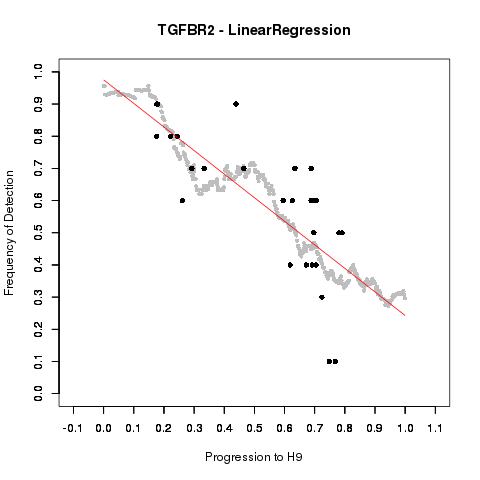 TGFBR2 - LinearRegression
Frequency of Detection
1.0
0.9
0.8
0.7
0.6
0.5
0.4
0.3
0.2
0.1
0.0
-0.1 0.0 0.1 0.2 0.3 0.4 0.5 0.6 0.7 0.8 0.9 1.0 1.1
Progression to H9